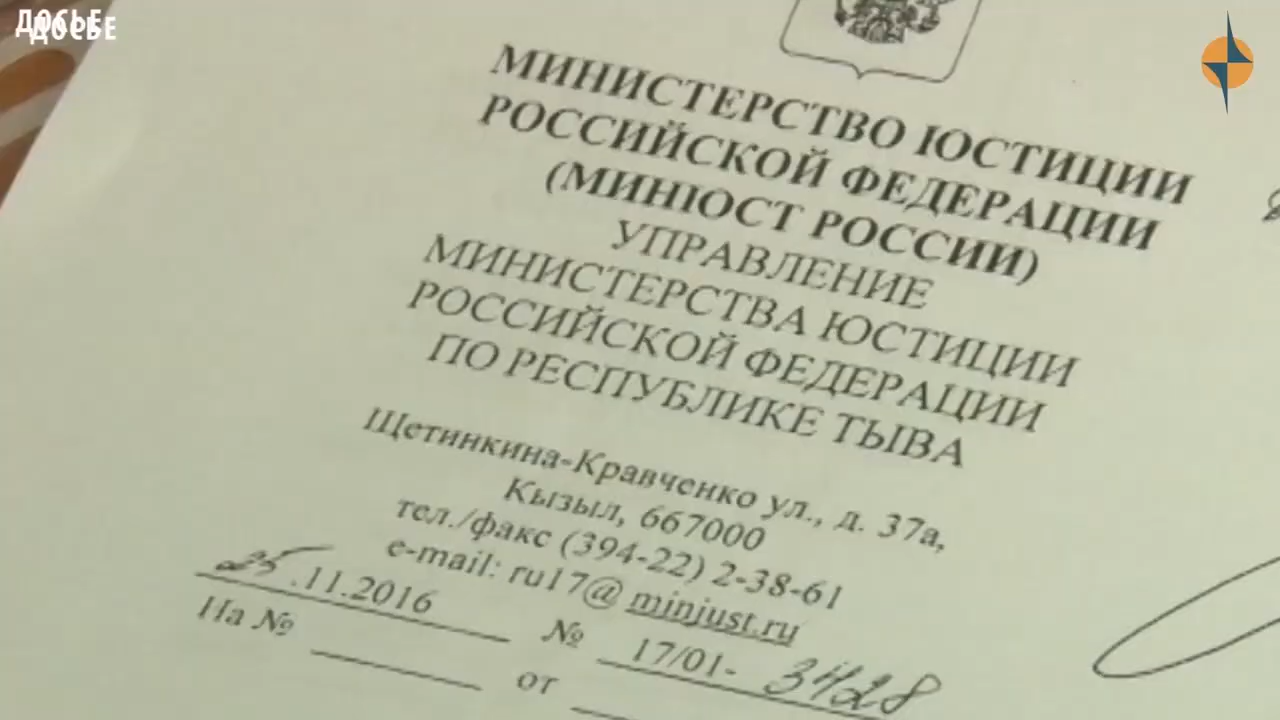 ДОСЬЕ
ДОСЬЕ
МИНИСТЕРСТВО ЮСТИЦИИ
РОССИЙСКОЙ ФЕДЕРАЦИИ
(МИНЮСТ РОССИИ)
УПРАВЛЕНИЕ
МИНИСТЕРСТВА ЮСТИЦИИ
РОССИЙСКОЙ ФЕДЕРАЦИИ
ПО РЕСПУБЛИКЕ ТЫВА
Щетинкина-Кравченко ул., д. 37а,
Кызыл, 667000
тел./факс (394-22) 2-38-61
e-mail: ru17@ minjust.ru
25.11.2016 № 17/01- 3428
На № от